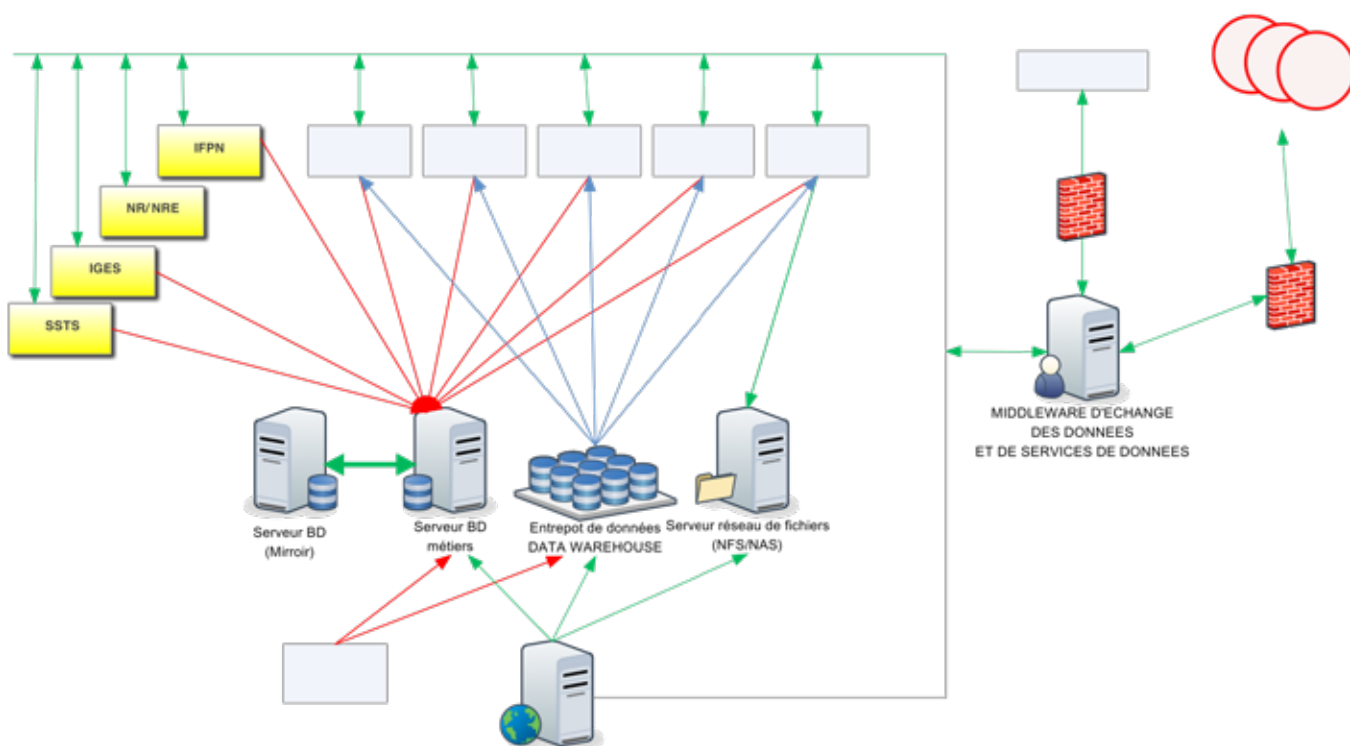 IFPN
NR/NRE
IGES
SSTS
MIDDLEWARE D'ECHANGE
DES DONNEES
ET DE SERVICES DE DONNEES
Serveur BD
(Mirroir)
Serveur BD
métiers
Entrepot de données
DATA WAREHOUSE
Serveur réseau de fichiers
(NFS/NAS)